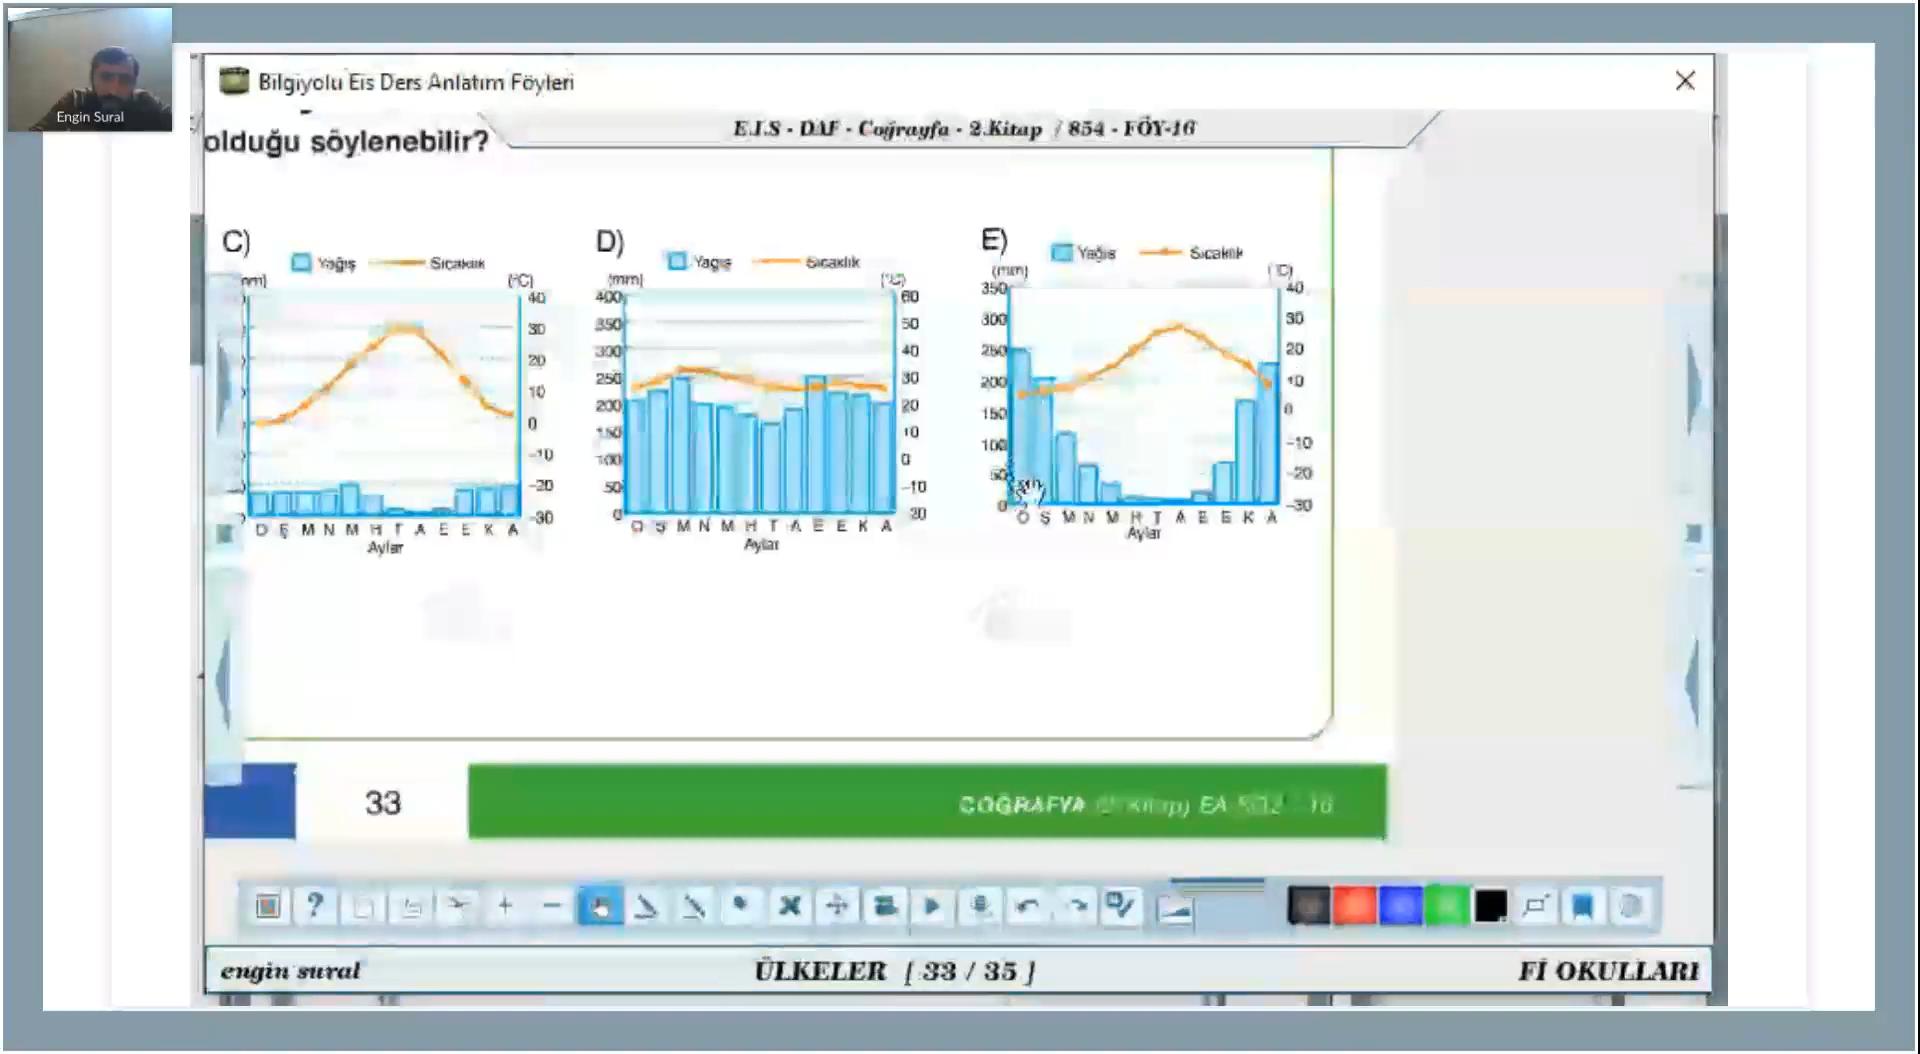 Engin Sural
Bilgiyolu Eis Ders Anlatım Föyleri
E.I.S - DAF - Coğrayfa - 2.Kitap / 854 - FÖY-16
olduğu söylenebilir?
C)
Yağış
Sıcaklık
(°C)
40
30
20
10
0
-10
-20
-30
O Ş M N M H T A E E K A
Aylar
D)
Yağış
Sıcaklık
(mm)
(°C)
400
350
300
250
200
150
100
50
0
60
50
40
30
20
10
0
-10
-20
O Ş M N M H T A E E K A
Aylar
E)
Yağış
Sıcaklık
(mm)
(°C)
350
300
250
200
150
100
50
0
40
30
20
10
0
-10
-20
-30
O Ş M N M H T A E E K A
Aylar
33
COĞRAFYA (2. Kitap) EA
engin sural
ÜLKELER [ 33 / 35 ]
Fİ OKULLARI